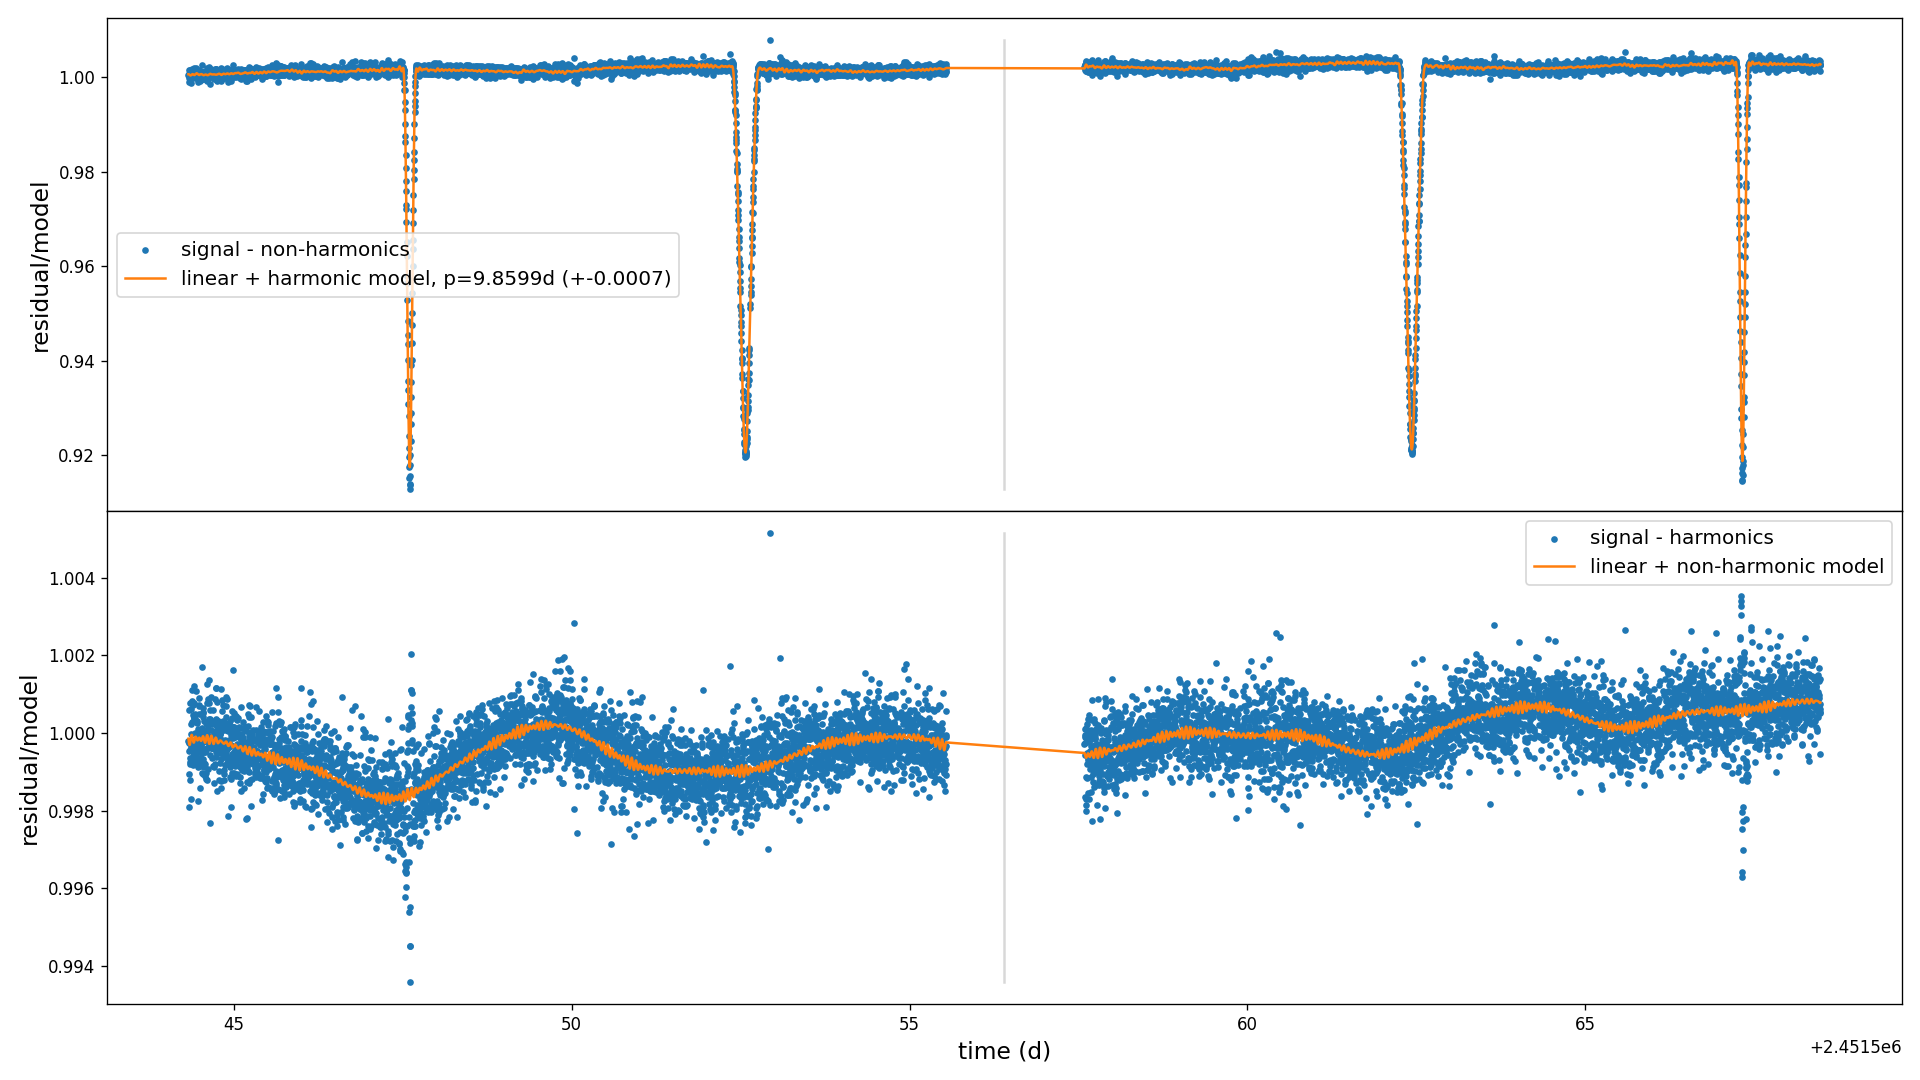 1.00
0.98
0.96
0.94
0.92
residual/model
signal - non-harmonics
linear + harmonic model, p=9.8599d (+-0.0007)
1.004
1.002
1.000
0.998
0.996
0.994
residual/model
signal - harmonics
linear + non-harmonic model
45 50 55 60 65
time (d)
+2.4515e6